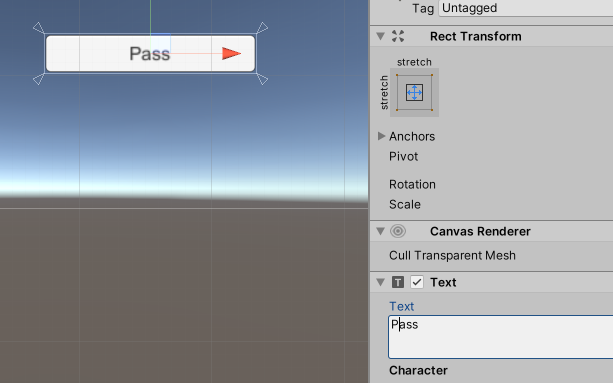 Tag Untagged
Pass
Rect Transform
stretch
stretch
Anchors
Pivot
Rotation
Scale
Canvas Renderer
Cull Transparent Mesh
T Text
Text
Pass
Character